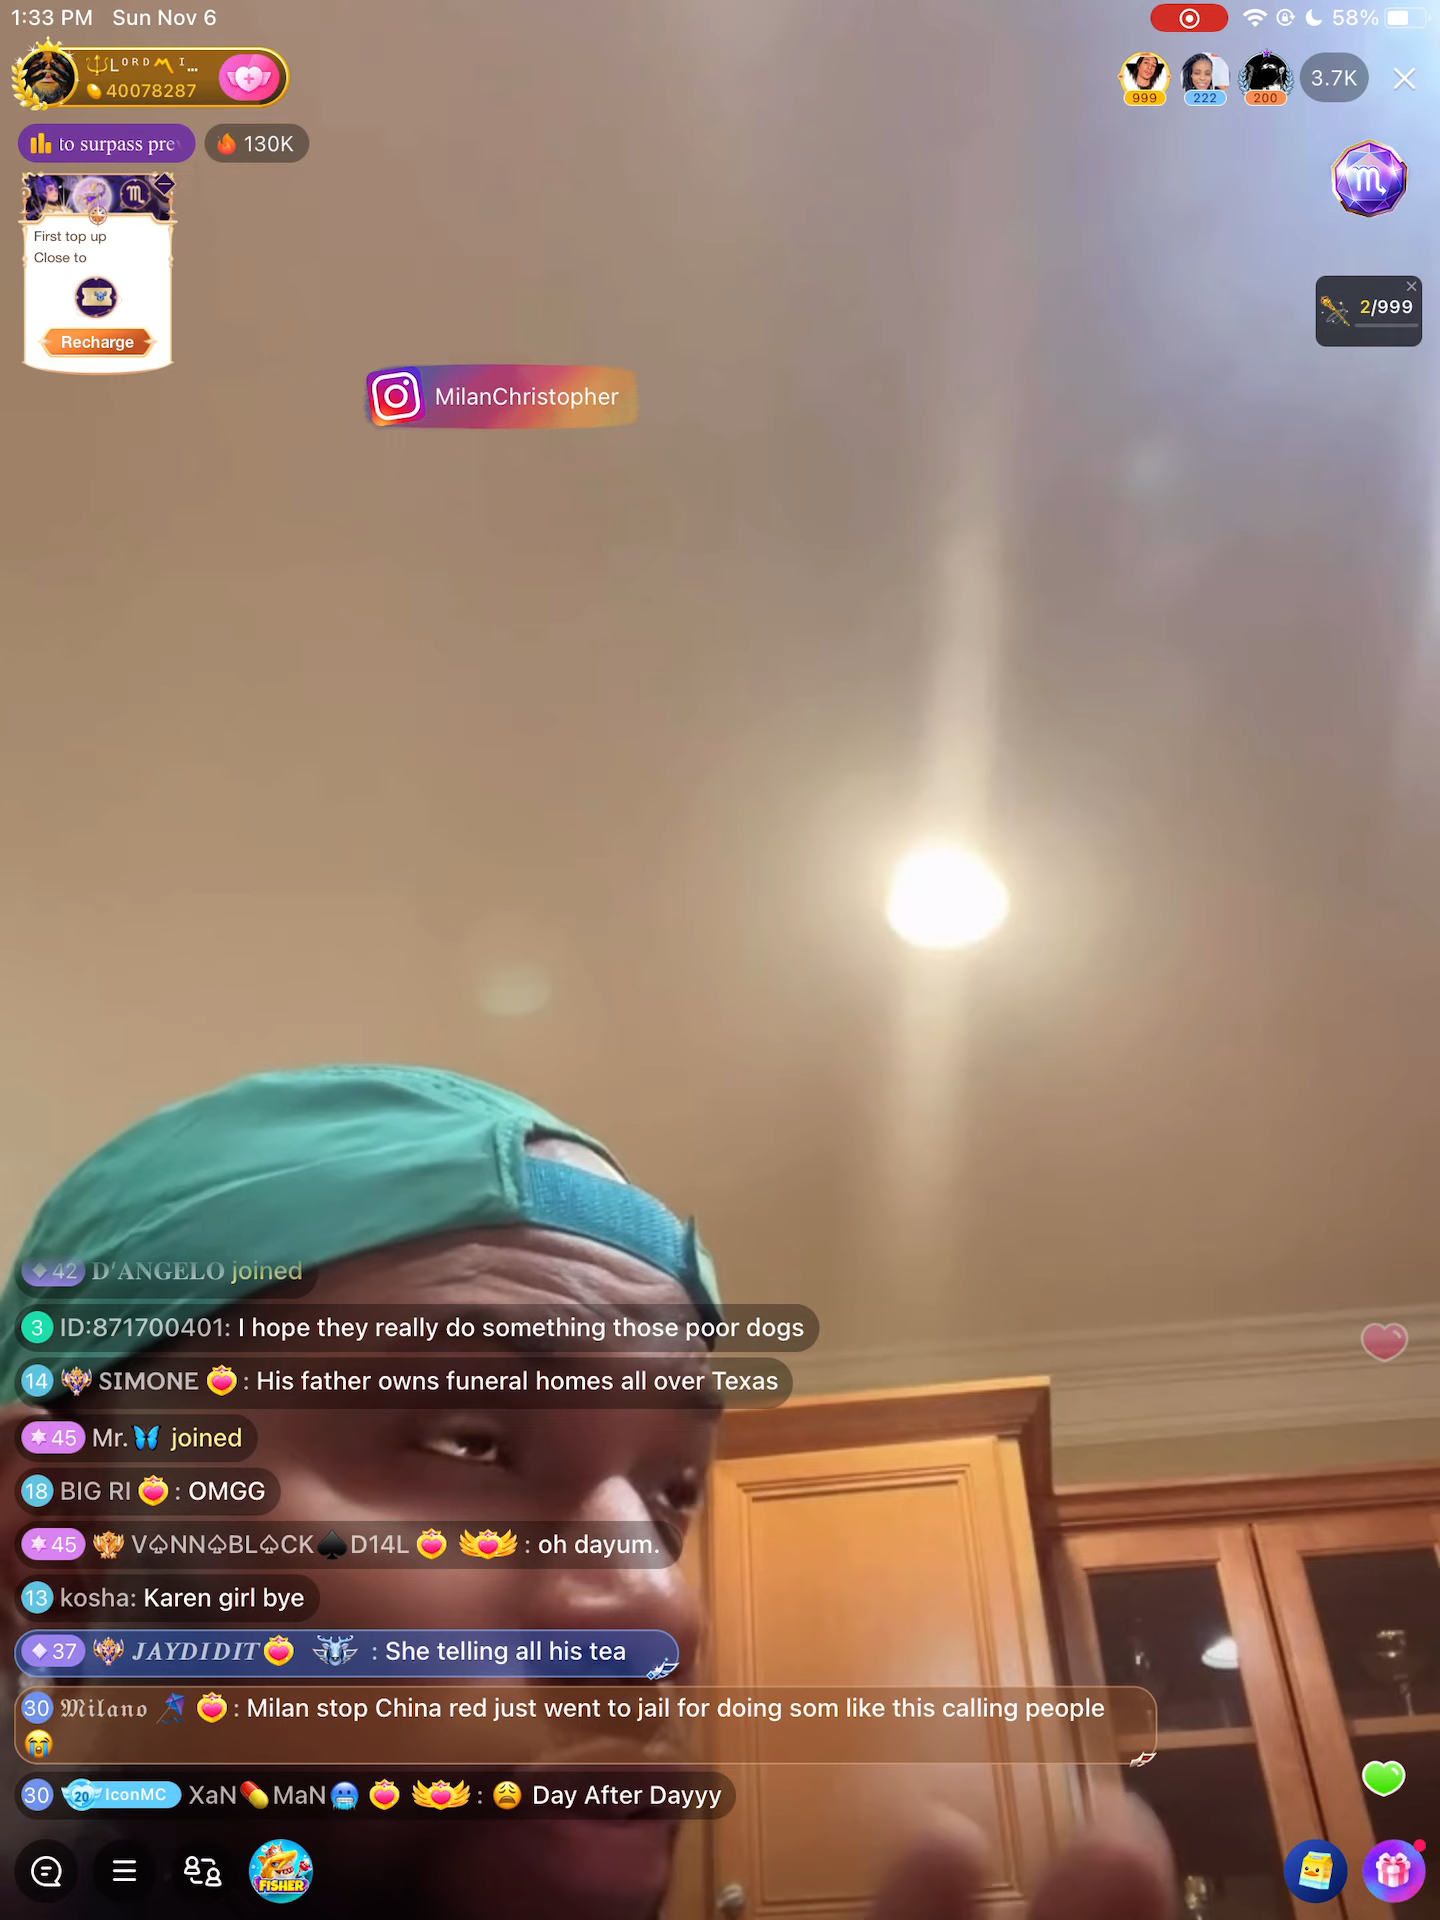 1:33 PM Sun Nov 6
58%
Lᴼᴿᴰ ᴵ...
40078287
999
222
200
3.7K
to surpass pre
130K
First top up
Close to
Recharge
2/999
MilanChristopher
42 D'ANGELO joined
3 ID:871700401: I hope they really do something those poor dogs
14 SIMONE : His father owns funeral homes all over Texas
45 Mr.🦋 joined
18 BIG RI : OMGG
45 V♤NN♤BL♤CK♠D14L : oh dayum.
13 kosha: Karen girl bye
37 JAYDIDIT : She telling all his tea
30 𝕸𝖎𝖑𝖆𝖓𝖔 : Milan stop China red just went to jail for doing som like this calling people
😭
30 20 IconMC XaN💊MaN🥶 : 😩 Day After Dayyy
FISHER